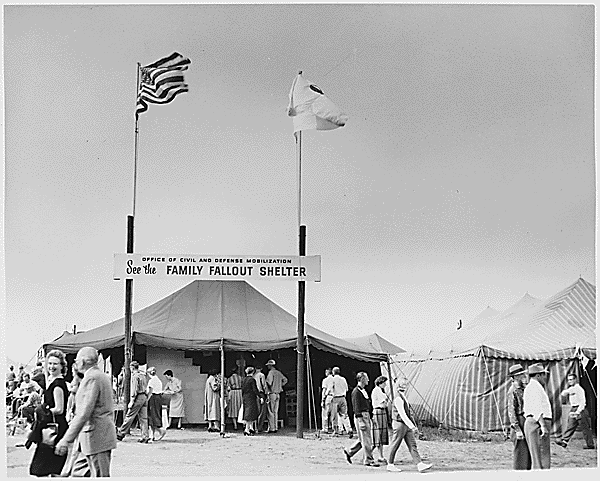 OFFICE OF CIVIL AND DEFENSE MOBILIZATION
See the FAMILY FALLOUT SHELTER